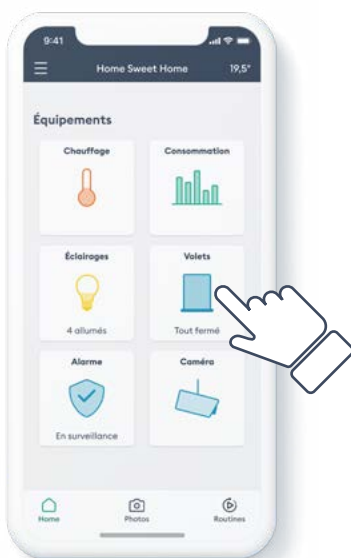 9:41
Home Sweet Home 19,5°
Équipements
Chauffage Consommation
Éclairages Volets
4 allumés Tout fermé
Alarme Caméra
En surveillance
Home Photos Routines